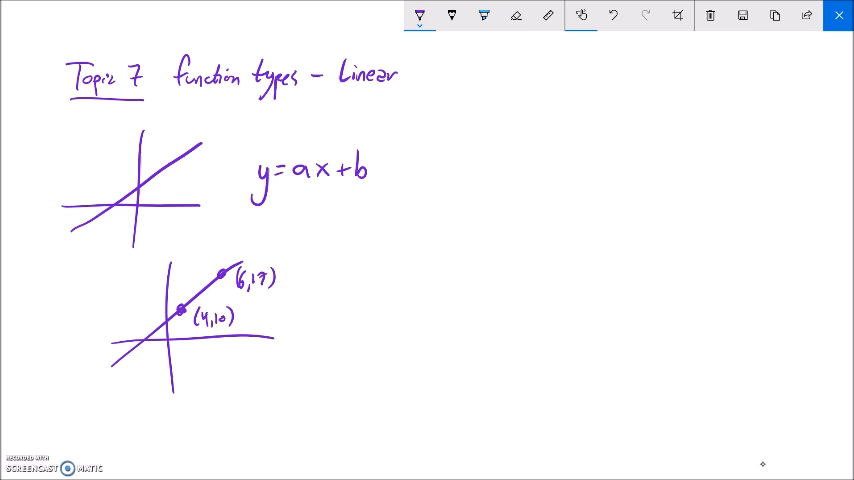 Topic 7 function types - Linear
y = ax + b
(6,17)
(4,10)
RECORDED WITH
SCREENCAST MATIC